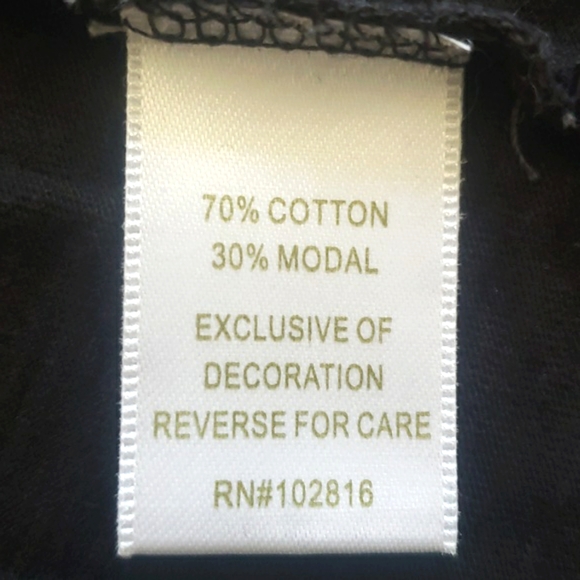 70% COTTON
30% MODAL
EXCLUSIVE OF
DECORATION
REVERSE FOR CARE
RN#102816